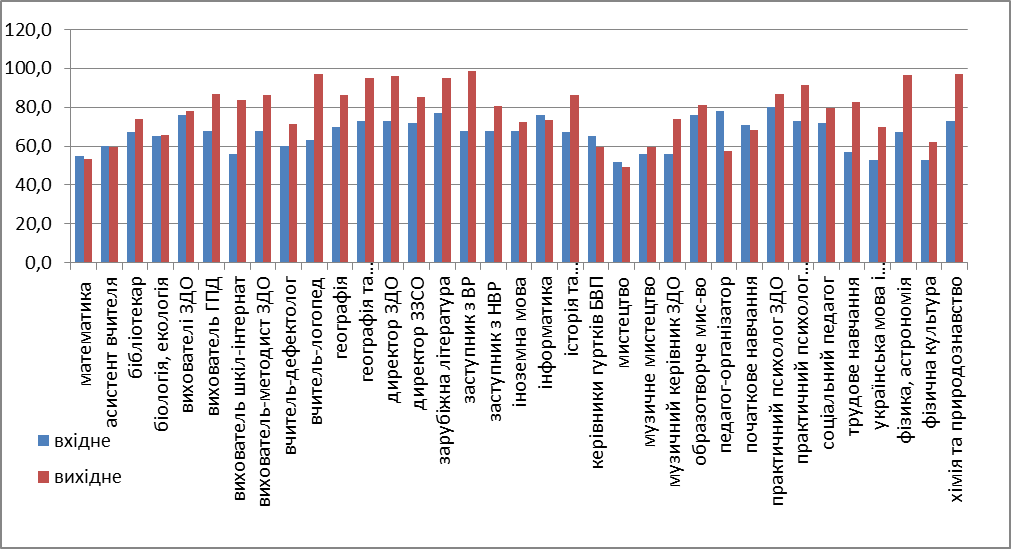 120,0
100,0
80,0
60,0
40,0
20,0
0,0
математика
асистент вчителя
бібліотекар
біологія, екологія
вихователі ЗДО
вихователь ГПД
вихователь шкіл-інтернат
вихователь-методист ЗДО
вчитель-дефектолог
вчитель-логопед
географія
географія та...
директор ЗДО
директор ЗЗСО
зарубіжна література
заступник з ВР
заступник з НВР
іноземна мова
інформатика
історія та...
керівники гуртків БВП
мистецтво
музичне мистецтво
музичний керівник ЗДО
образотворче мис-во
педагог-організатор
початкове навчання
практичний психолог ЗДО
практичний психолог...
соціальний педагог
трудове навчання
українська мова і...
фізика, астрономія
фізична культура
хімія та природознавство
вхідне
вихідне